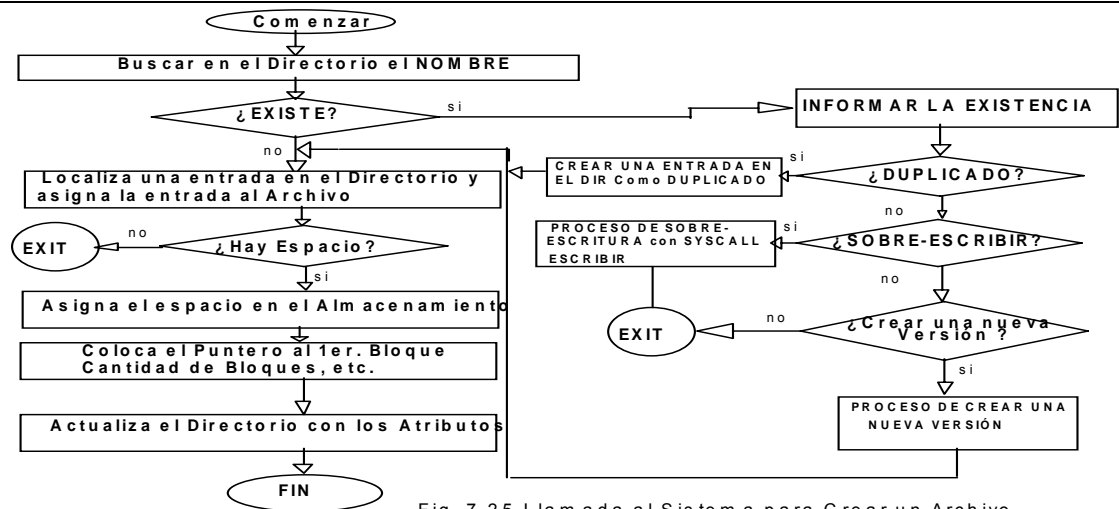 Comenzar
Buscar en el Directorio el NOMBRE
¿EXISTE?
si
no
Localiza una entrada en el Directorio y
asigna la entrada al Archivo
¿Hay Espacio?
no
EXIT
si
Asigna el espacio en el Almacenamiento
Coloca el Puntero al 1er. Bloque
Cantidad de Bloques, etc.
Actualiza el Directorio con los Atributos
FIN
INFORMAR LA EXISTENCIA
¿DUPLICADO?
si
CREAR UNA ENTRADA EN
EL DIR Como DUPLICADO
no
¿SOBRE-ESCRIBIR?
si
PROCESO DE SOBRE-
ESCRITURA con SYSCALL
ESCRIBIR
no
¿Crear una nueva
Versión ?
no
EXIT
si
PROCESO DE CREAR UNA
NUEVA VERSIÓN
Fig. 7.25 Llamada al Sistema para Crear un Archivo